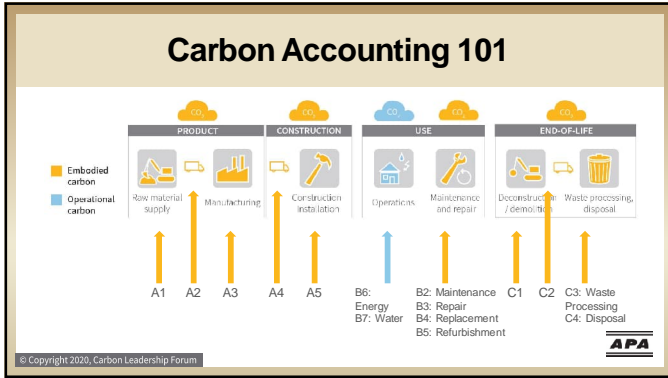 Carbon Accounting 101
CO₂ CO₂ CO₂ CO₂ CO₂
PRODUCT CONSTRUCTION USE END-OF-LIFE
Embodied carbon
Operational carbon
Raw material supply
Manufacturing
Construction installation
Operations
Maintenance and repair
Deconstruction / demolition
Waste processing, disposal
A1 A2 A3 A4 A5
B6: Energy
B7: Water
B2: Maintenance
B3: Repair
B4: Replacement
B5: Refurbishment
C1 C2
C3: Waste Processing
C4: Disposal
APA
© Copyright 2020, Carbon Leadership Forum